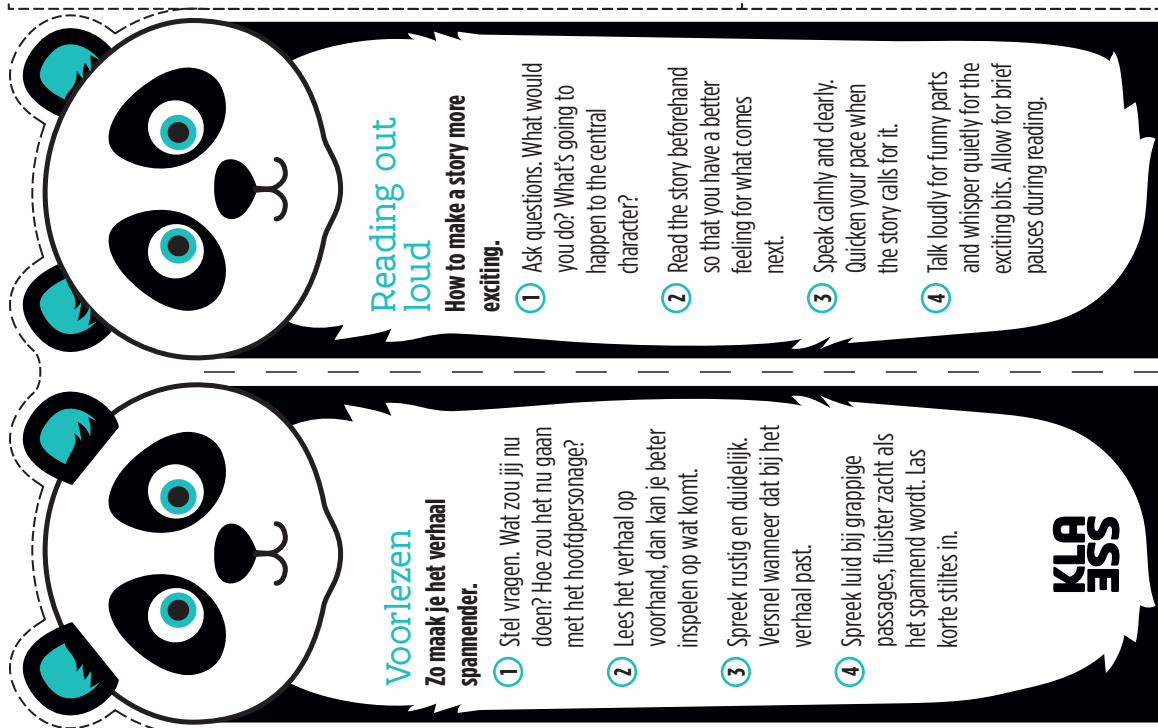 Voorlezen
Zo maak je het verhaal
spannender.
1 Stel vragen. Wat zou jij nu
doen? Hoe zou het nu gaan
met het hoofdpersonage?
2 Lees het verhaal op
voorhand, dan kan je beter
inspelen op wat komt.
3 Spreek rustig en duidelijk.
Versnel wanneer dat bij het
verhaal past.
4 Spreek luid bij grappige
passages, fluister zacht als
het spannend wordt. Las
korte stiltes in.
KLA
SSE
Reading out
loud
How to make a story more
exciting.
1 Ask questions. What would
you do? What's going to
happen to the central
character?
2 Read the story beforehand
so that you have a better
feeling for what comes
next.
3 Speak calmly and clearly.
Quicken your pace when
the story calls for it.
4 Talk loudly for funny parts
and whisper quietly for the
exciting bits. Allow for brief
pauses during reading.